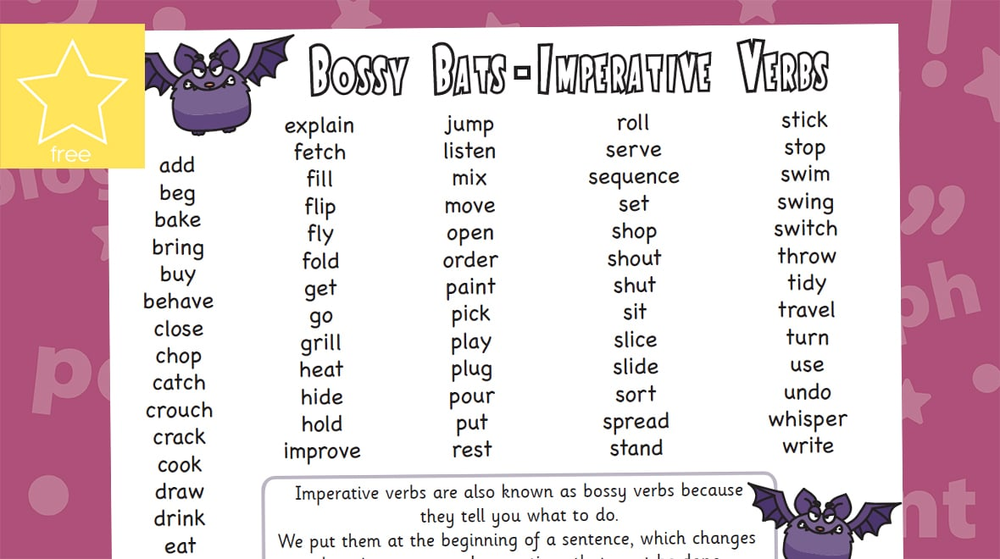 free
Bossy Bats - Imperative Verbs
add
beg
bake
bring
buy
behave
close
chop
catch
crouch
crack
cook
draw
drink
eat
explain
fetch
fill
flip
fly
fold
get
go
grill
heat
hide
hold
improve
jump
listen
mix
move
open
order
paint
pick
play
plug
pour
put
rest
roll
serve
sequence
set
shop
shout
shut
sit
slice
slide
sort
spread
stand
stick
stop
swim
swing
switch
throw
tidy
travel
turn
use
undo
whisper
write
Imperative verbs are also known as bossy verbs because
they tell you what to do.
We put them at the beginning of a sentence, which changes